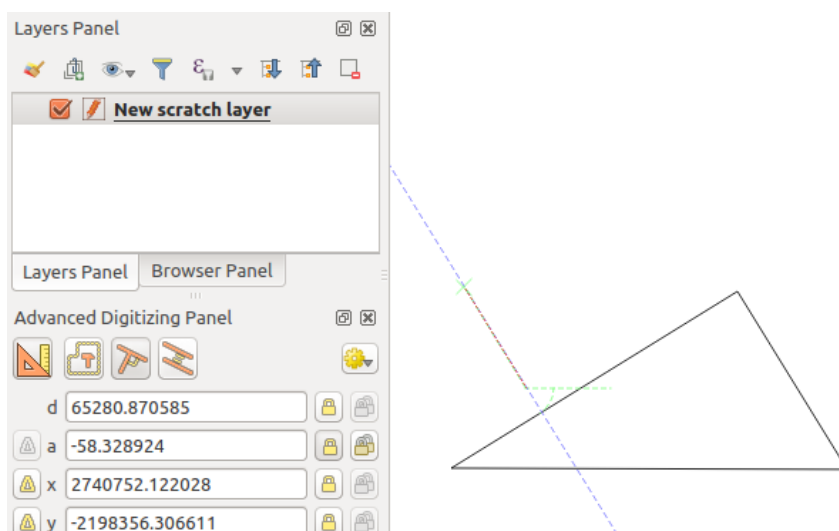 Layers Panel
New scratch layer
Layers Panel
Browser Panel
Advanced Digitizing Panel
d 65280.870585
a -58.328924
x 2740752.122028
y -2198356.306611